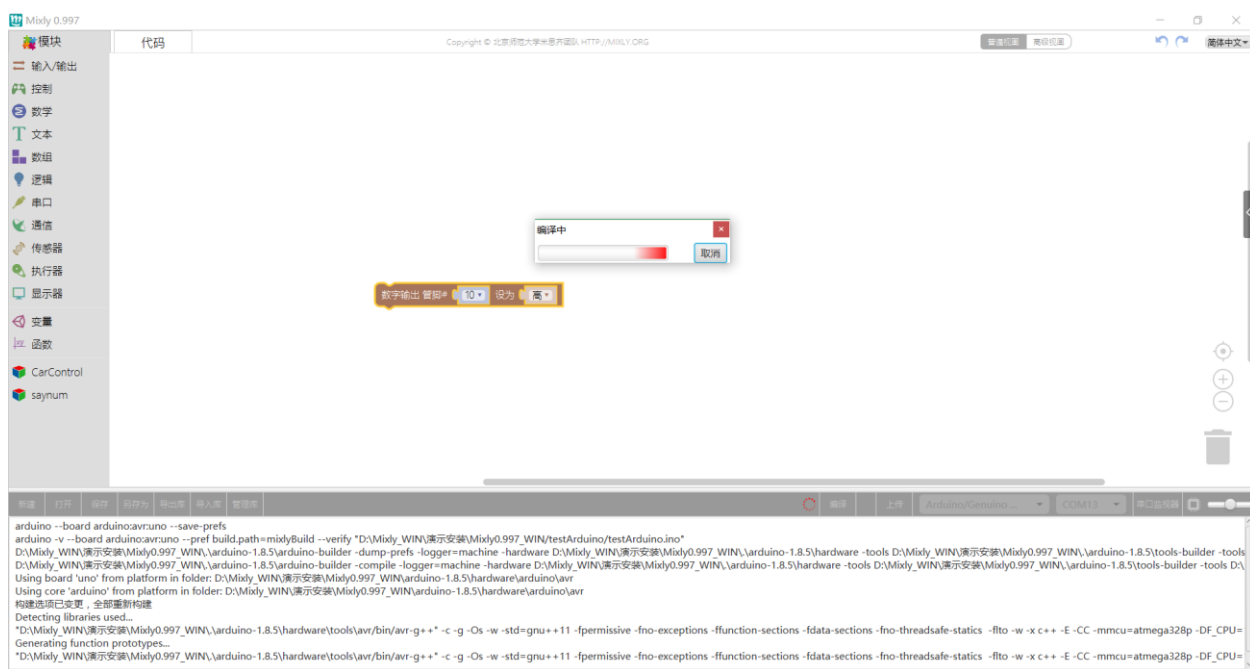 Mixly 0.997
模块
代码
Copyright © 北京师范大学米思齐团队 HTTP://MIXLY.ORG
普通视图 高级视图
简体中文
输入/输出
控制
数学
文本
数组
逻辑
串口
通信
传感器
执行器
显示器
变量
函数
CarControl
saynum
编译中
取消
数字输出 管脚# 10 设为 高
新建 打开 保存 另存为 导出库 导入库 管理库 编译 上传 Arduino/Genuino ... COM13 串口监视器
arduino --board arduino:avr:uno --save-prefs
arduino -v --board arduino:avr:uno --pref build.path=mixlyBuild --verify "D:\Mixly_WIN\演示安装\Mixly0.997_WIN/testArduino/testArduino.ino"
D:\Mixly_WIN\演示安装\Mixly0.997_WIN\.\arduino-1.8.5\arduino-builder -dump-prefs -logger=machine -hardware D:\Mixly_WIN\演示安装\Mixly0.997_WIN\.\arduino-1.8.5\hardware -tools D:\Mixly_WIN\演示安装\Mixly0.997_WIN\.\arduino-1.8.5\tools-builder -tools
D:\Mixly_WIN\演示安装\Mixly0.997_WIN\.\arduino-1.8.5\arduino-builder -compile -logger=machine -hardware D:\Mixly_WIN\演示安装\Mixly0.997_WIN\.\arduino-1.8.5\hardware -tools D:\Mixly_WIN\演示安装\Mixly0.997_WIN\.\arduino-1.8.5\tools-builder -tools D:\
Using board 'uno' from platform in folder: D:\Mixly_WIN\演示安装\Mixly0.997_WIN\arduino-1.8.5\hardware\arduino\avr
Using core 'arduino' from platform in folder: D:\Mixly_WIN\演示安装\Mixly0.997_WIN\arduino-1.8.5\hardware\arduino\avr
构建选项已变更，全部重新构建
Detecting libraries used...
"D:\Mixly_WIN\演示安装\Mixly0.997_WIN\.\arduino-1.8.5\hardware\tools\avr/bin/avr-g++" -c -g -Os -w -std=gnu++11 -fpermissive -fno-exceptions -ffunction-sections -fdata-sections -fno-threadsafe-statics -flto -w -x c++ -E -CC -mmcu=atmega328p -DF_CPU=
Generating function prototypes...
"D:\Mixly_WIN\演示安装\Mixly0.997_WIN\.\arduino-1.8.5\hardware\tools\avr/bin/avr-g++" -c -g -Os -w -std=gnu++11 -fpermissive -fno-exceptions -ffunction-sections -fdata-sections -fno-threadsafe-statics -flto -w -x c++ -E -CC -mmcu=atmega328p -DF_CPU=